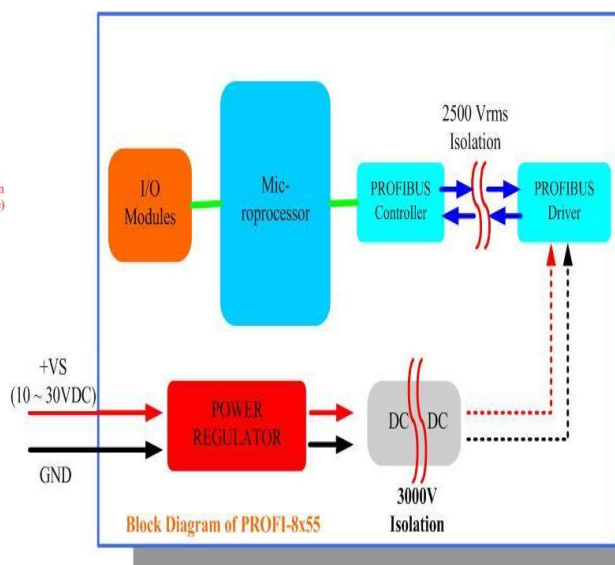 2500 Vrms
Isolation
I/O
Modules
Mic-
roprocessor
PROFIBUS
Controller
PROFIBUS
Driver
+VS
(10 ~ 30VDC)
GND
POWER
REGULATOR
DC DC
3000V
Isolation
Block Diagram of PROFI-8x55